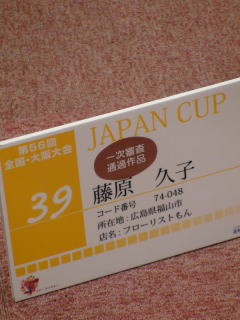 第56回
全国・大阪大会
JAPAN CUP
39
一次審査
通過作品
藤原 久子
コード番号 74-048
所在地:広島県福山市
店名:フローリストもん